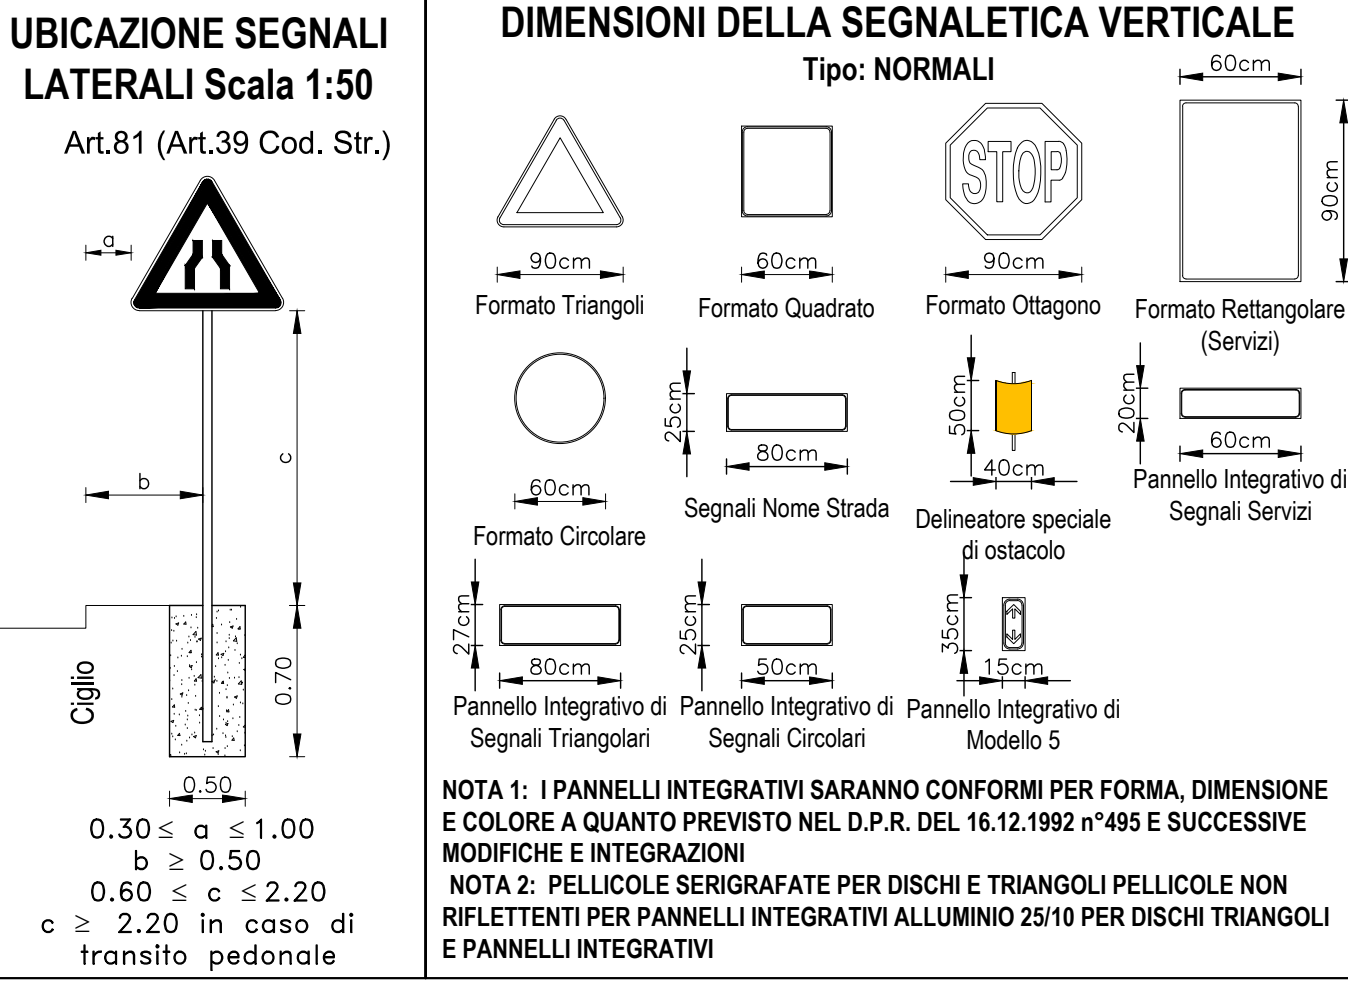 UBICAZIONE SEGNALI
LATERALI Scala 1:50
Art.81 (Art.39 Cod. Str.)
a
b
c
Ciglio
0.70
0.50
0.30 ≤ a ≤ 1.00
b ≥ 0.50
0.60 ≤ c ≤ 2.20
c ≥ 2.20 in caso di
transito pedonale
DIMENSIONI DELLA SEGNALETICA VERTICALE
Tipo: NORMALI
90cm
Formato Triangoli
60cm
Formato Quadrato
STOP
90cm
Formato Ottagono
60cm
90cm
Formato Rettangolare
(Servizi)
60cm
Formato Circolare
25cm
80cm
Segnali Nome Strada
50cm
40cm
Delineatore speciale
di ostacolo
20cm
60cm
Pannello Integrativo di
Segnali Servizi
27cm
80cm
Pannello Integrativo di
Segnali Triangolari
25cm
50cm
Pannello Integrativo di
Segnali Circolari
35cm
15cm
Pannello Integrativo di
Modello 5
NOTA 1: I PANNELLI INTEGRATIVI SARANNO CONFORMI PER FORMA, DIMENSIONE
E COLORE A QUANTO PREVISTO NEL D.P.R. DEL 16.12.1992 n°495 E SUCCESSIVE
MODIFICHE E INTEGRAZIONI
NOTA 2: PELLICOLE SERIGRAFATE PER DISCHI E TRIANGOLI PELLICOLE NON
RIFLETTENTI PER PANNELLI INTEGRATIVI ALLUMINIO 25/10 PER DISCHI TRIANGOLI
E PANNELLI INTEGRATIVI